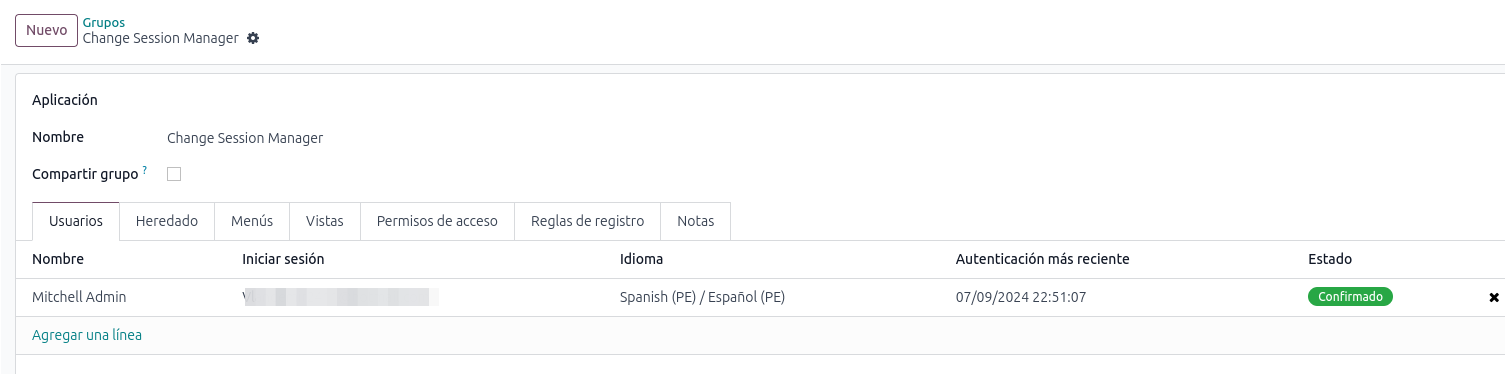 Nuevo
Grupos
Change Session Manager
Aplicación
Nombre Change Session Manager
Compartir grupo ?
Usuarios Heredado Menús Vistas Permisos de acceso Reglas de registro Notas
Nombre Iniciar sesión Idioma Autenticación más reciente Estado
Mitchell Admin Spanish (PE) / Español (PE) 07/09/2024 22:51:07 Confirmado
Agregar una línea